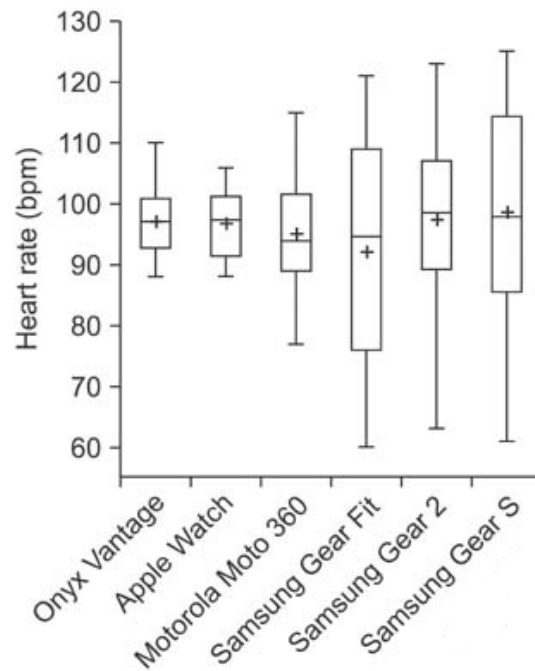 130
120
110
100
90
80
70
60
Heart rate (bpm)
Onyx Vantage
Apple Watch
Motorola Moto 360
Samsung Gear Fit
Samsung Gear 2
Samsung Gear S